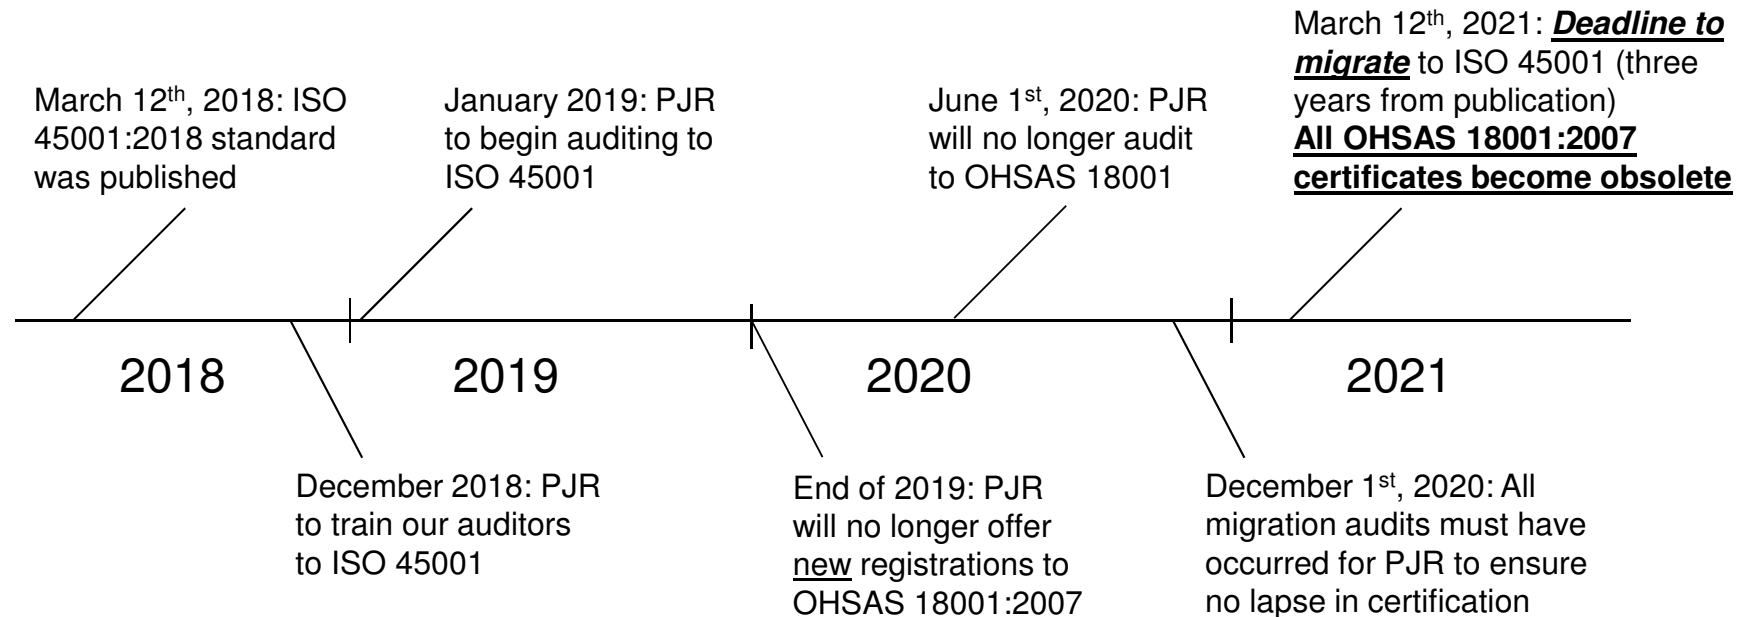 March 12th, 2018: ISO
45001:2018 standard
was published
January 2019: PJR
to begin auditing to
ISO 45001
June 1st, 2020: PJR
will no longer audit
to OHSAS 18001
March 12th, 2021: Deadline to
migrate to ISO 45001 (three
years from publication)
All OHSAS 18001:2007
certificates become obsolete
2018
2019
2020
2021
December 2018: PJR
to train our auditors
to ISO 45001
End of 2019: PJR
will no longer offer
new registrations to
OHSAS 18001:2007
December 1st, 2020: All
migration audits must have
occurred for PJR to ensure
no lapse in certification